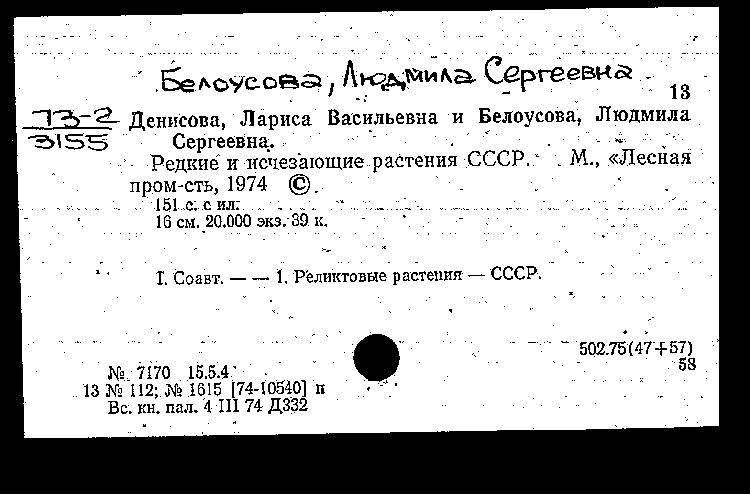 Белоусова, Людмила Сергеевна
13
73-2
3155
Денисова, Лариса Васильевна и Белоусова, Людмила
Сергеевна.
Редкие и исчезающие растения СССР. М., «Лесная
пром-сть, 1974 ©.
151 с. с ил.
16 см. 20.000 экз. 39 к.
I. Соавт. — — 1. Реликтовые растения — СССР.
502.75(47+57)
58
№ 7170 15.5.4
13 № 112; № 1615 [74-10540] п
Вс. кн. пал. 4 III 74 Д332